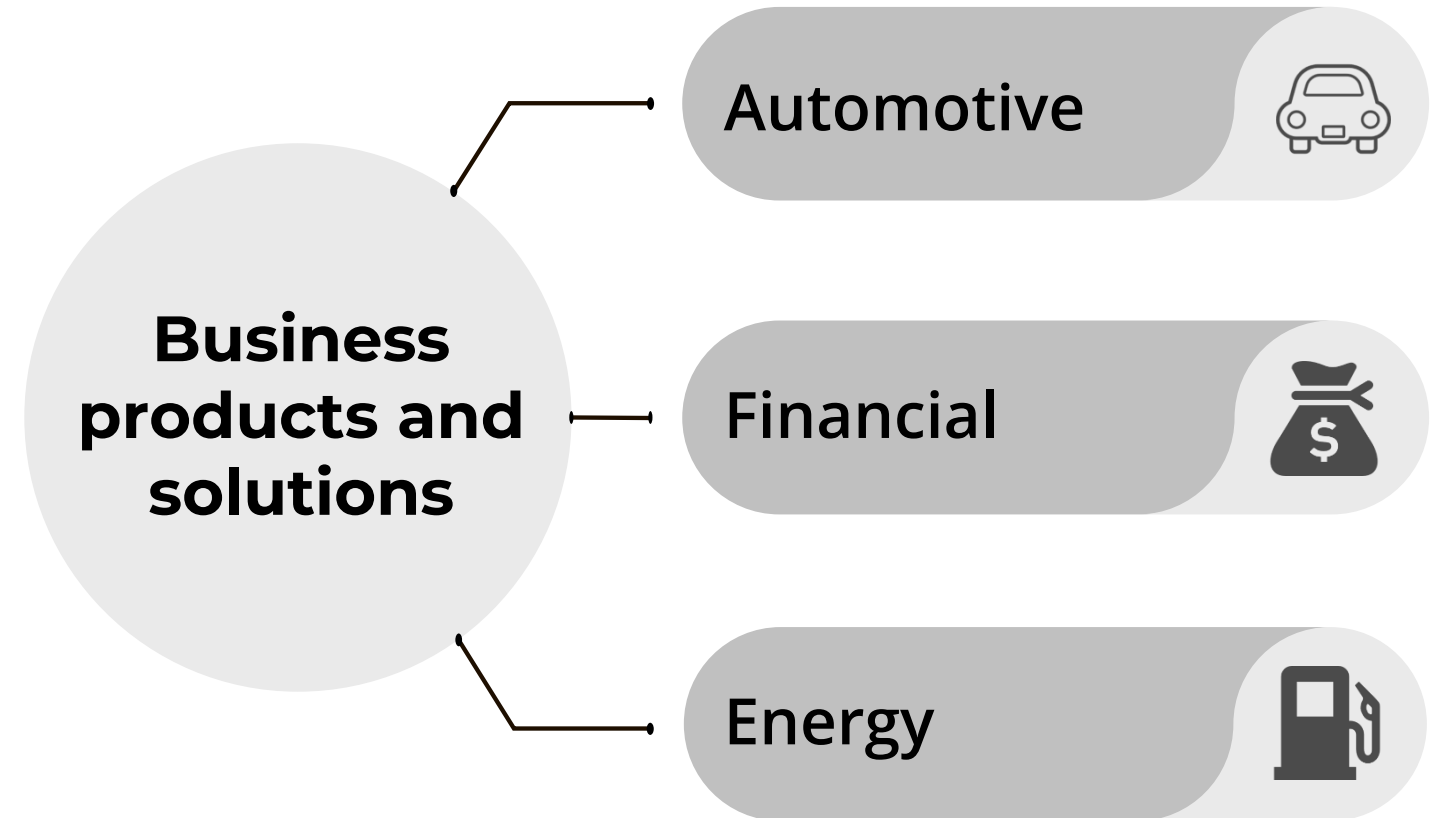 Business
products and
solutions
Automotive
Financial
$
Energy